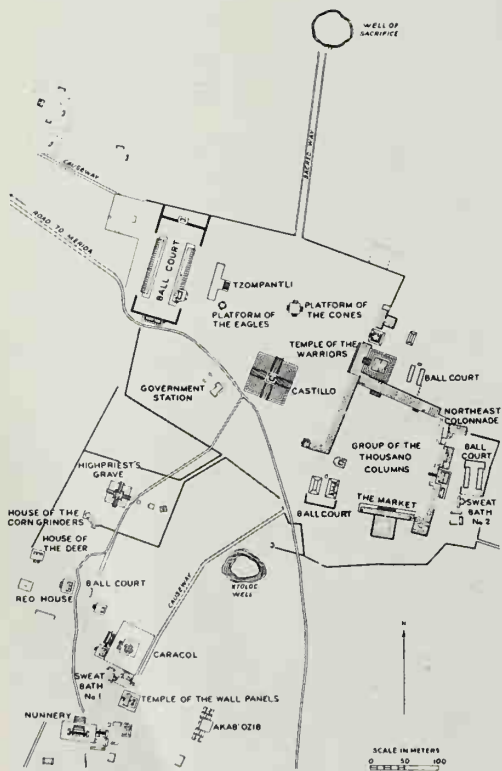 WELL OF
SACRIFICE
SACRED WAY
CAUSEWAY
ROAD TO MERIDA
BALL COURT
TZOMPANTLI
PLATFORM OF
THE EAGLES
PLATFORM OF
THE CONES
TEMPLE OF THE
WARRIORS
BALL COURT
CASTILLO
GOVERNMENT
STATION
NORTHEAST
COLONNADE
GROUP OF THE
THOUSAND
COLUMNS
BALL
COURT
HIGHPRIEST'S
GRAVE
THE MARKET
SWEAT
BATH
No 2
BALL COURT
HOUSE OF THE
CORN GRINDERS
HOUSE OF
THE DEER
BALL COURT
RED HOUSE
CAUSEWAY
XTOLOC
WELL
CARACOL
SWEAT
BATH
No 1
TEMPLE OF THE WALL PANELS
NUNNERY
AKAB'DZIB
N
SCALE IN METERS
0 50 100